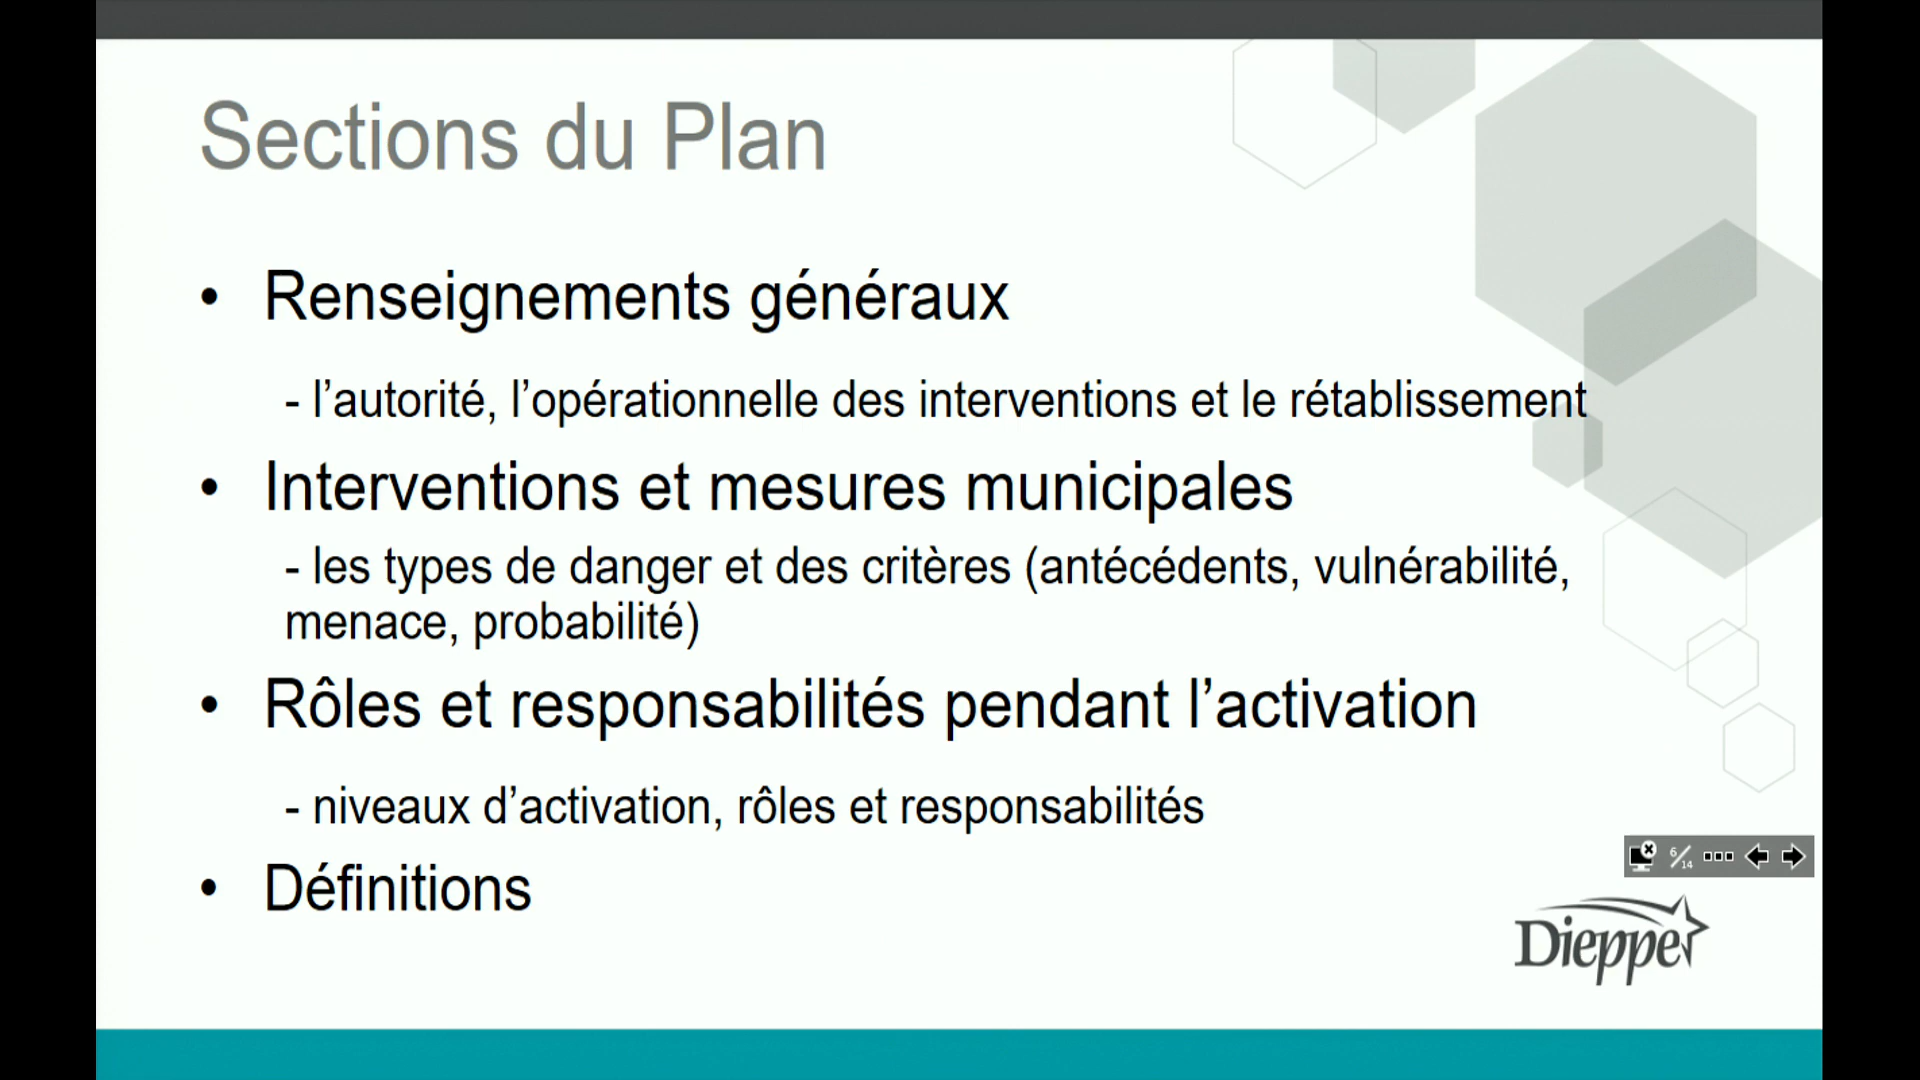 Sections du Plan
• Renseignements généraux
- l’autorité, l’opérationnelle des interventions et le rétablissement
• Interventions et mesures municipales
- les types de danger et des critères (antécédents, vulnérabilité,
menace, probabilité)
• Rôles et responsabilités pendant l’activation
- niveaux d’activation, rôles et responsabilités
• Définitions
6/14
Dieppe